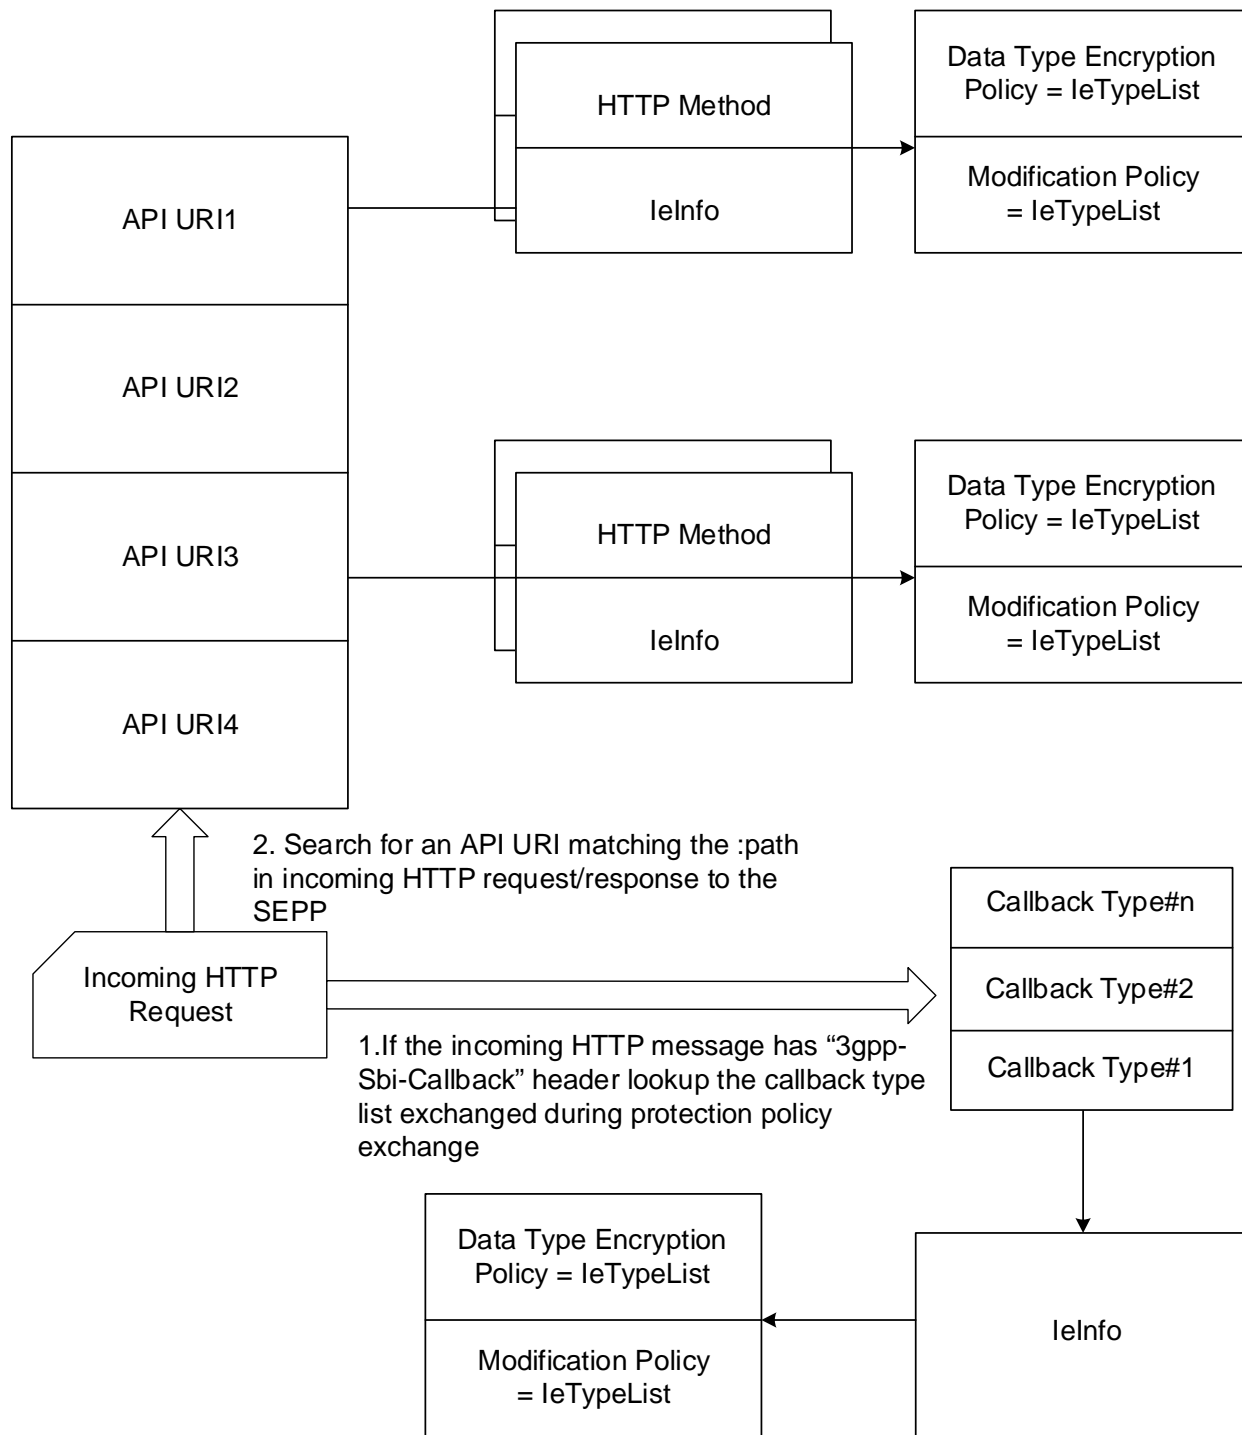 HTTP Method
IeInfo
Data Type Encryption
Policy = IeTypeList
Modification Policy
= IeTypeList
API URI1
API URI2
API URI3
API URI4
HTTP Method
IeInfo
Data Type Encryption
Policy = IeTypeList
Modification Policy
= IeTypeList
2. Search for an API URI matching the :path
in incoming HTTP request/response to the
SEPP
Incoming HTTP
Request
Callback Type#n
Callback Type#2
Callback Type#1
1.If the incoming HTTP message has “3gpp-
Sbi-Callback” header lookup the callback type
list exchanged during protection policy
exchange
Data Type Encryption
Policy = IeTypeList
Modification Policy
= IeTypeList
IeInfo